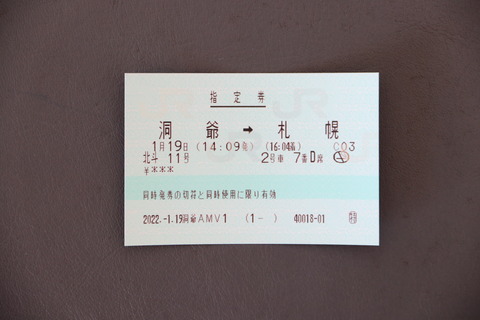 指定券
洞爺 → 札幌
1月19日 (14:09発) (16:04着) C03
北斗 11号 2号車 7番D席
￥***
同時発券の切符と同時使用に限り有効
2022.-1.19洞爺AMV1 (1-) 40018-01